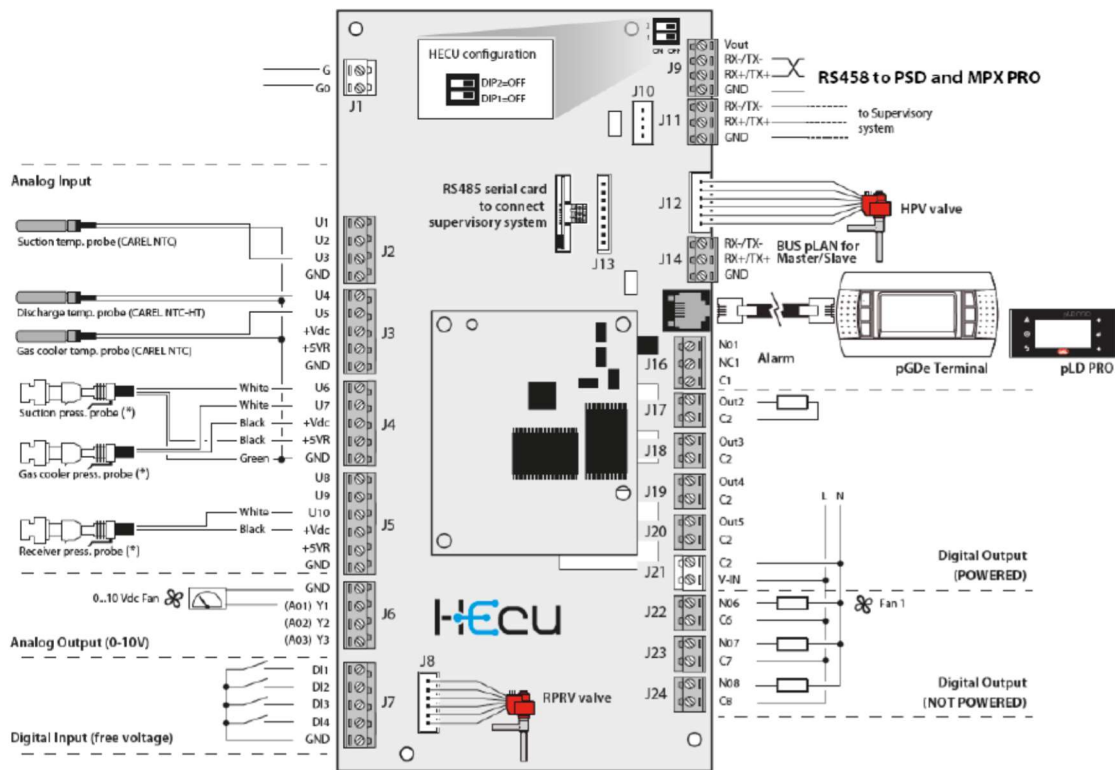 HECU configuration
DIP2=OFF
DIP1=OFF
2
1
ON OFF
G
G0
J1
J9
Vout
RX-/TX-
RX+/TX+
GND
RS458 to PSD and MPX PRO
J10
J11
RX-/TX-
RX+/TX+
GND
to Supervisory
system
Analog Input
Suction temp. probe (CAREL NTC)
U1
U2
U3
GND
J2
RS485 serial card
to connect
supervisory system
J13
J12
HPV valve
J14
RX-/TX-
RX+/TX+
GND
BUS pLAN for
Master/Slave
Discharge temp. probe (CAREL NTC-HT)
Gas cooler temp. probe (CAREL NTC)
U4
U5
+Vdc
+5VR
GND
J3
pGDe Terminal
pLD PRO
J16
NO1
NC1
C1
Alarm
Suction press. probe (*)
Gas cooler press. probe (*)
White
White
Black
Black
Green
U6
U7
+Vdc
+5VR
GND
J4
J17
Out2
C2
J18
Out3
C2
J19
Out4
C2
J20
Out5
C2
J21
C2
V-IN
L N
Digital Output
(POWERED)
Receiver press. probe (*)
White
Black
U8
U9
U10
+Vdc
+5VR
GND
J5
0...10 Vdc Fan
GND
(A01) Y1
(A02) Y2
(A03) Y3
J6
Analog Output (0-10V)
HECU
J22
N06
C6
Fan 1
J23
N07
C7
J24
N08
C8
Digital Output
(NOT POWERED)
DI1
DI2
DI3
DI4
GND
J7
Digital Input (free voltage)
J8
RPRV valve